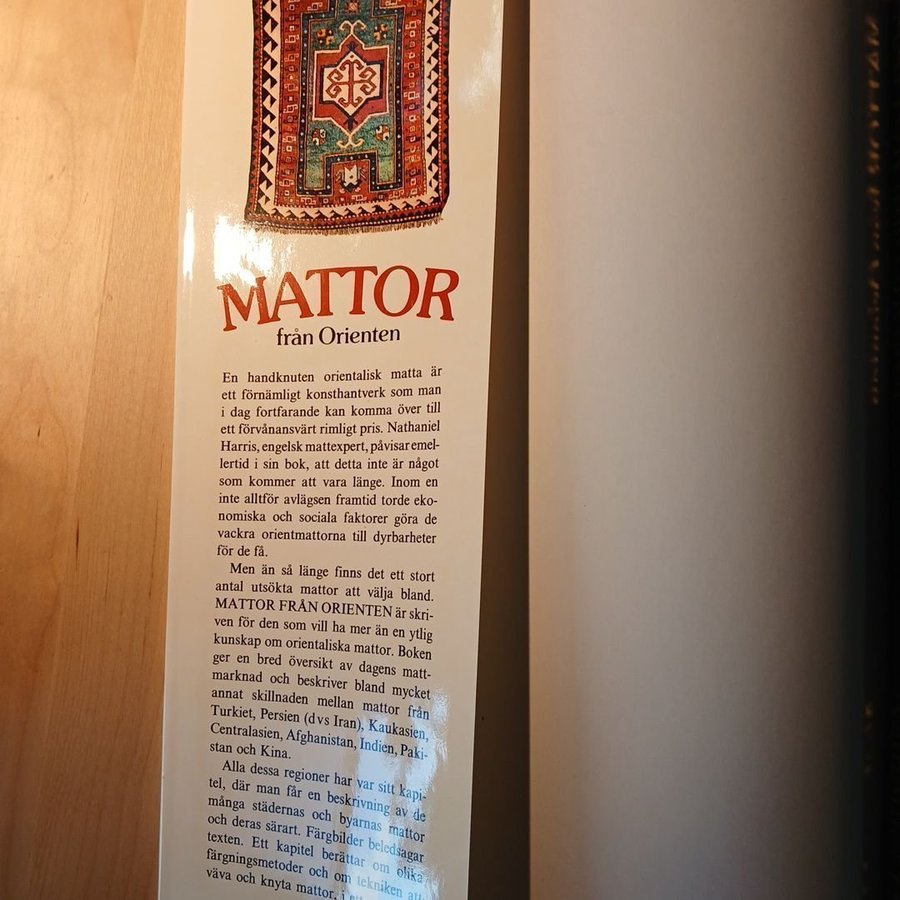 MATTOR
från Orienten
En handknuten orientalisk matta är
ett förnämligt konsthantverk som man
i dag fortfarande kan komma över till
ett förvånansvärt rimligt pris. Nathaniel
Harris, engelsk mattexpert, påvisar emel-
lertid i sin bok, att detta inte är något
som kommer att vara länge. Inom en
inte alltför avlägsen framtid torde eko-
nomiska och sociala faktorer göra de
vackra orientmattorna till dyrbarheter
för de få.
Men än så länge finns det ett stort
antal utsökta mattor att välja bland.
MATTOR FRÅN ORIENTEN är skri-
ven för den som vill ha mer än en ytlig
kunskap om orientaliska mattor. Boken
ger en bred översikt av dagens matt-
marknad och beskriver bland mycket
annat skillnaden mellan mattor från
Turkiet, Persien (dvs Iran), Kaukasien,
Centralasien, Afghanistan, Indien, Paki-
stan och Kina.
Alla dessa regioner har var sitt kapi-
tel, där man får en beskrivning av de
många städernas och byarnas mattor
och deras särart. Färgbilder beledsagar
texten. Ett kapitel berättar om olika
färgningsmetoder och om tekniken att
väva och knyta mattor, i